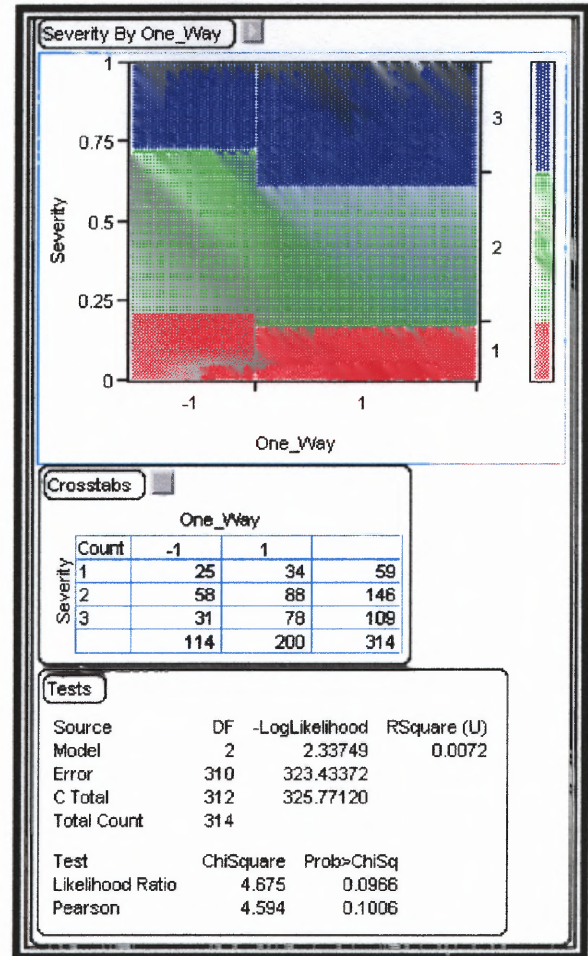 Severity By One_Way
1
0.75
0.5
0.25
0
Severity
3
2
1
-1 1
One_Way
Crosstabs
One_Way
Severity
Count -1 1
1 25 34 59
2 58 88 146
3 31 78 109
114 200 314
Tests
Source DF -LogLikelihood RSquare (U)
Model 2 2.33749 0.0072
Error 310 323.43372
C Total 312 325.77120
Total Count 314
Test ChiSquare Prob>ChiSq
Likelihood Ratio 4.675 0.0966
Pearson 4.594 0.1006